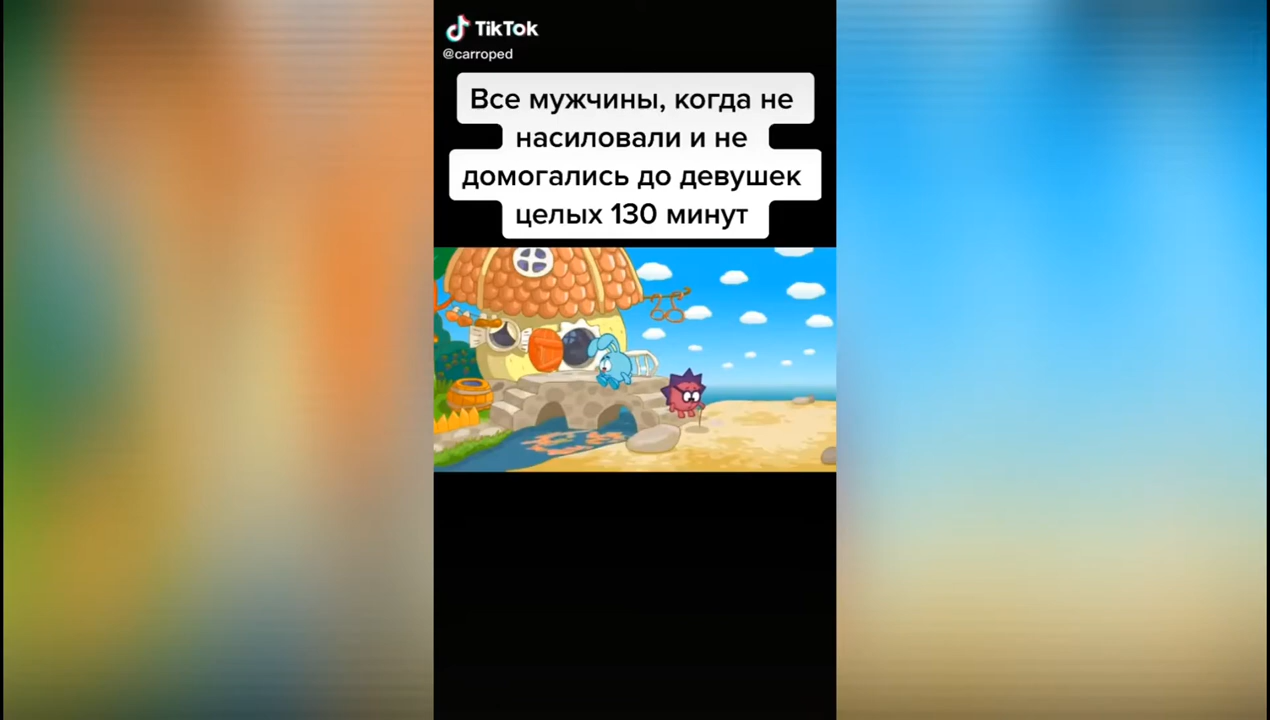 TikTok
@carroped
Все мужчины, когда не
насиловали и не
домогались до девушек
целых 130 минут